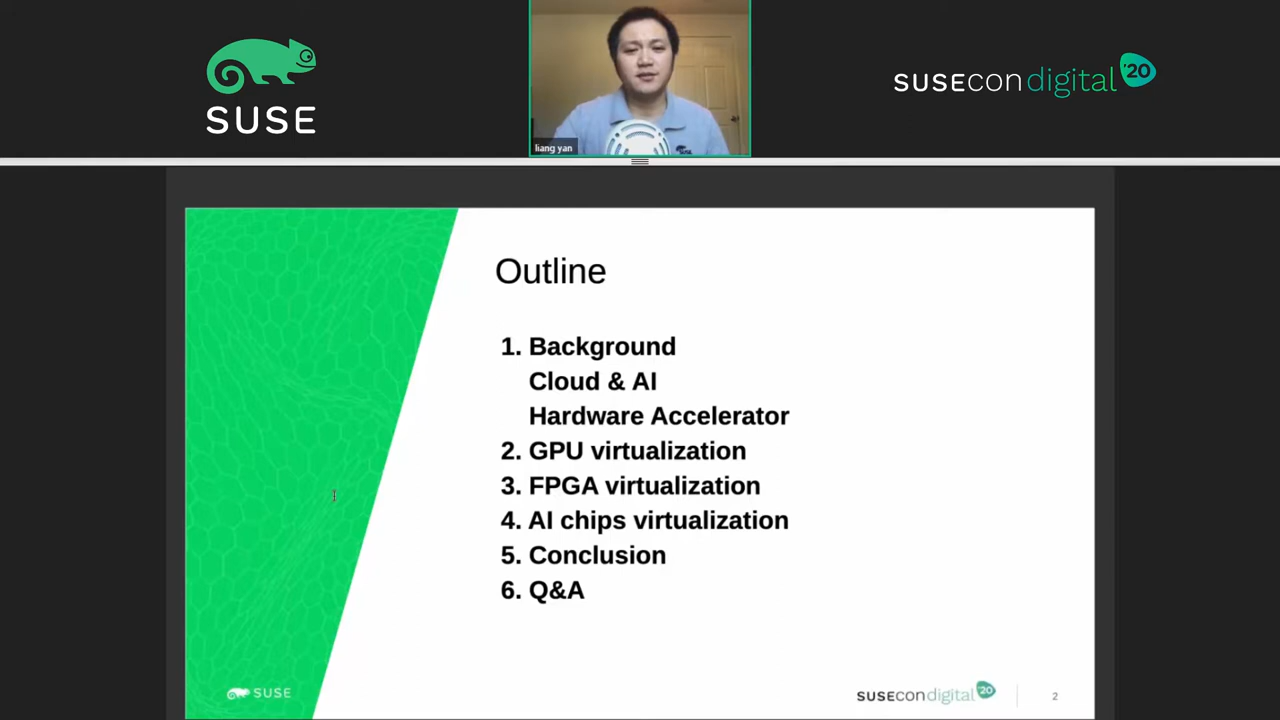 SUSE
SUSEcon digital '20
liang yan
Outline
1. Background
Cloud & AI
Hardware Accelerator
2. GPU virtualization
3. FPGA virtualization
4. AI chips virtualization
5. Conclusion
6. Q&A
SUSE
SUSEcon digital '20
2